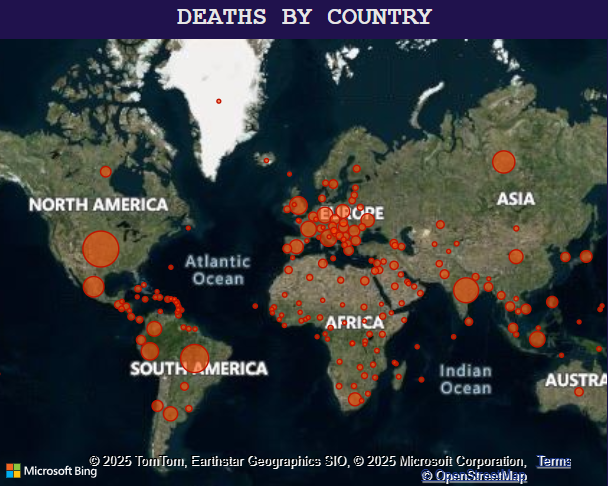 DEATHS BY COUNTRY
NORTH AMERICA
EUROPE
ASIA
Atlantic
Ocean
AFRICA
SOUTH AMERICA
Indian
Ocean
AUSTRA
© 2025 TomTom, Earthstar Geographics SIO, © 2025 Microsoft Corporation, Terms
© OpenStreetMap
Microsoft Bing